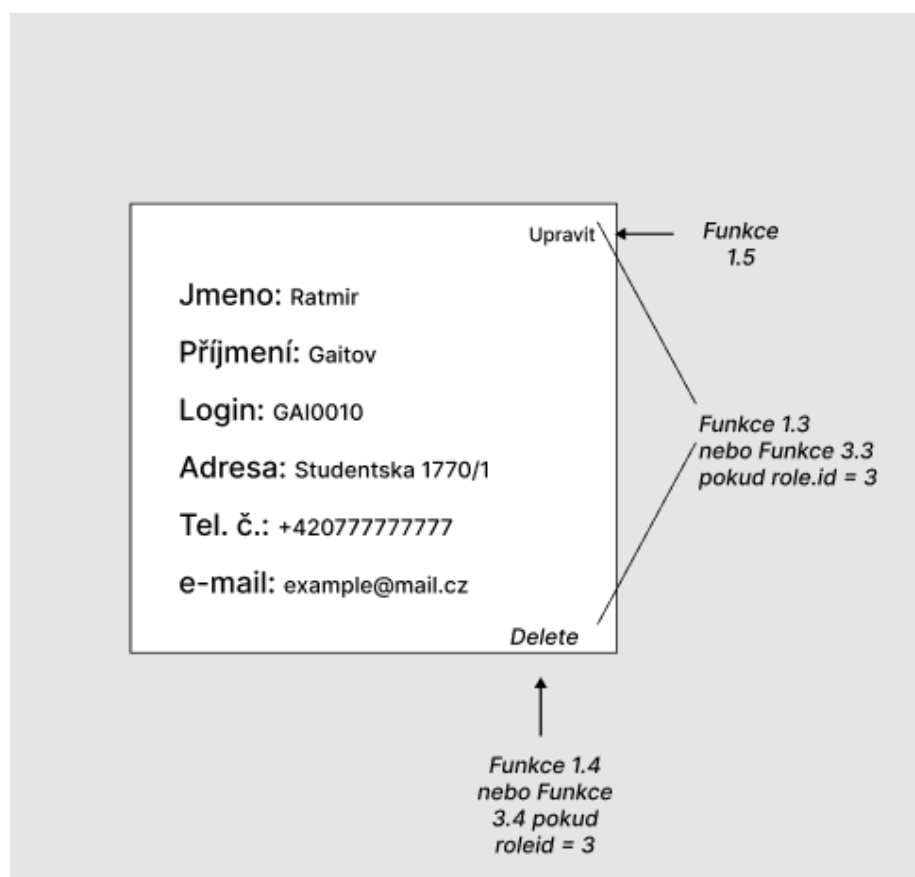 Upravit
Funkce
1.5
Jmeno: Ratmir
Příjmení: Gaitov
Login: GAI0010
Adresa: Studentska 1770/1
Tel. č.: +420777777777
e-mail: example@mail.cz
Delete
Funkce 1.3
nebo Funkce 3.3
pokud role.id = 3
Funkce 1.4
nebo Funkce
3.4 pokud
roleid = 3